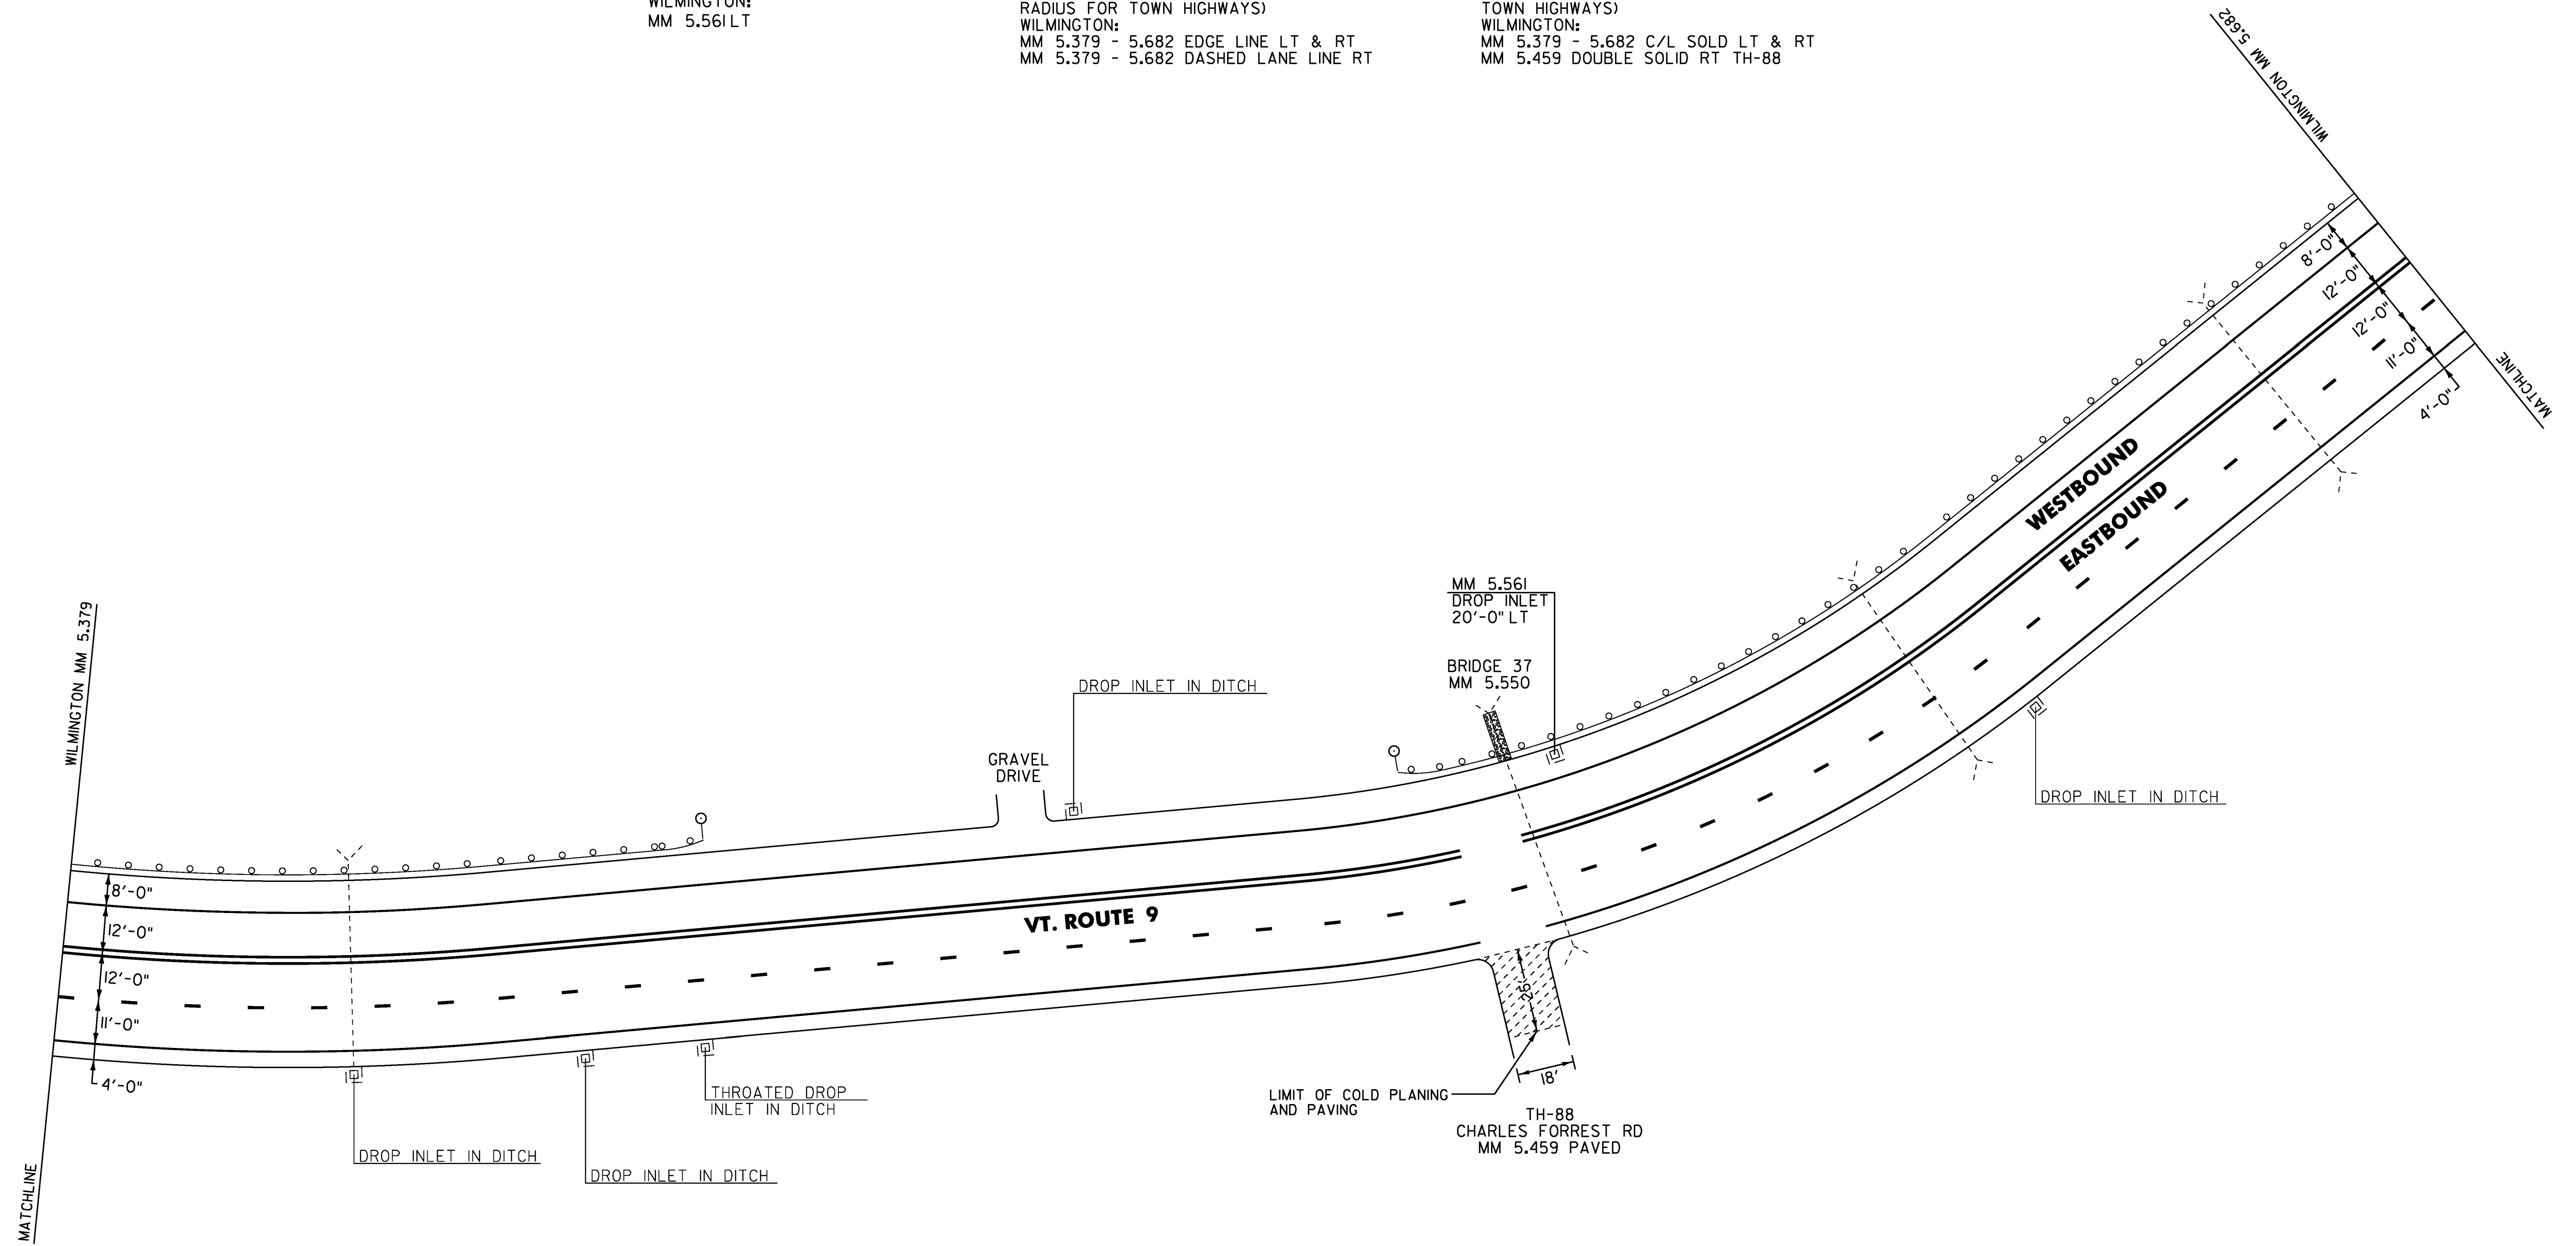 WILMINGTON:
MM 5.561 LT
RADIUS FOR TOWN HIGHWAYS)
WILMINGTON:
MM 5.379 - 5.682 EDGE LINE LT & RT
MM 5.379 - 5.682 DASHED LANE LINE RT
TOWN HIGHWAYS)
WILMINGTON:
MM 5.379 - 5.682 C/L SOLD LT & RT
MM 5.459 DOUBLE SOLID RT TH-88
WILMINGTON MM 5.682
MATCHLINE
8'-0"
12'-0"
12'-0"
11'-0"
4'-0"
WESTBOUND
EASTBOUND
MM 5.561
DROP INLET
20'-0" LT
BRIDGE 37
MM 5.550
DROP INLET IN DITCH
GRAVEL
DRIVE
DROP INLET IN DITCH
WILMINGTON MM 5.379
MATCHLINE
8'-0"
12'-0"
12'-0"
11'-0"
4'-0"
VT. ROUTE 9
THROATED DROP
INLET IN DITCH
DROP INLET IN DITCH
DROP INLET IN DITCH
25'
18'
LIMIT OF COLD PLANING
AND PAVING
TH-88
CHARLES FORREST RD
MM 5.459 PAVED